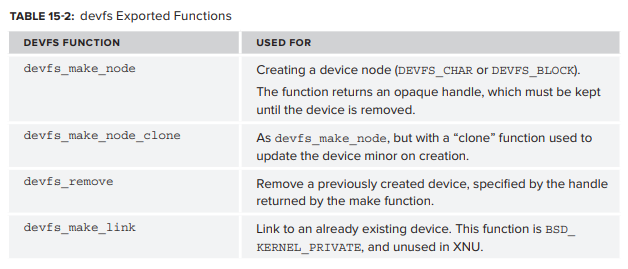 TABLE 15-2: devfs Exported Functions
DEVFS FUNCTION USED FOR
devfs_make_node Creating a device node (DEVFS_CHAR or DEVFS_BLOCK).
The function returns an opaque handle, which must be kept
until the device is removed.
devfs_make_node_clone As devfs_make_node, but with a “clone” function used to
update the device minor on creation.
devfs_remove Remove a previously created device, specified by the handle
returned by the make function.
devfs_make_link Link to an already existing device. This function is BSD_
KERNEL_PRIVATE, and unused in XNU.